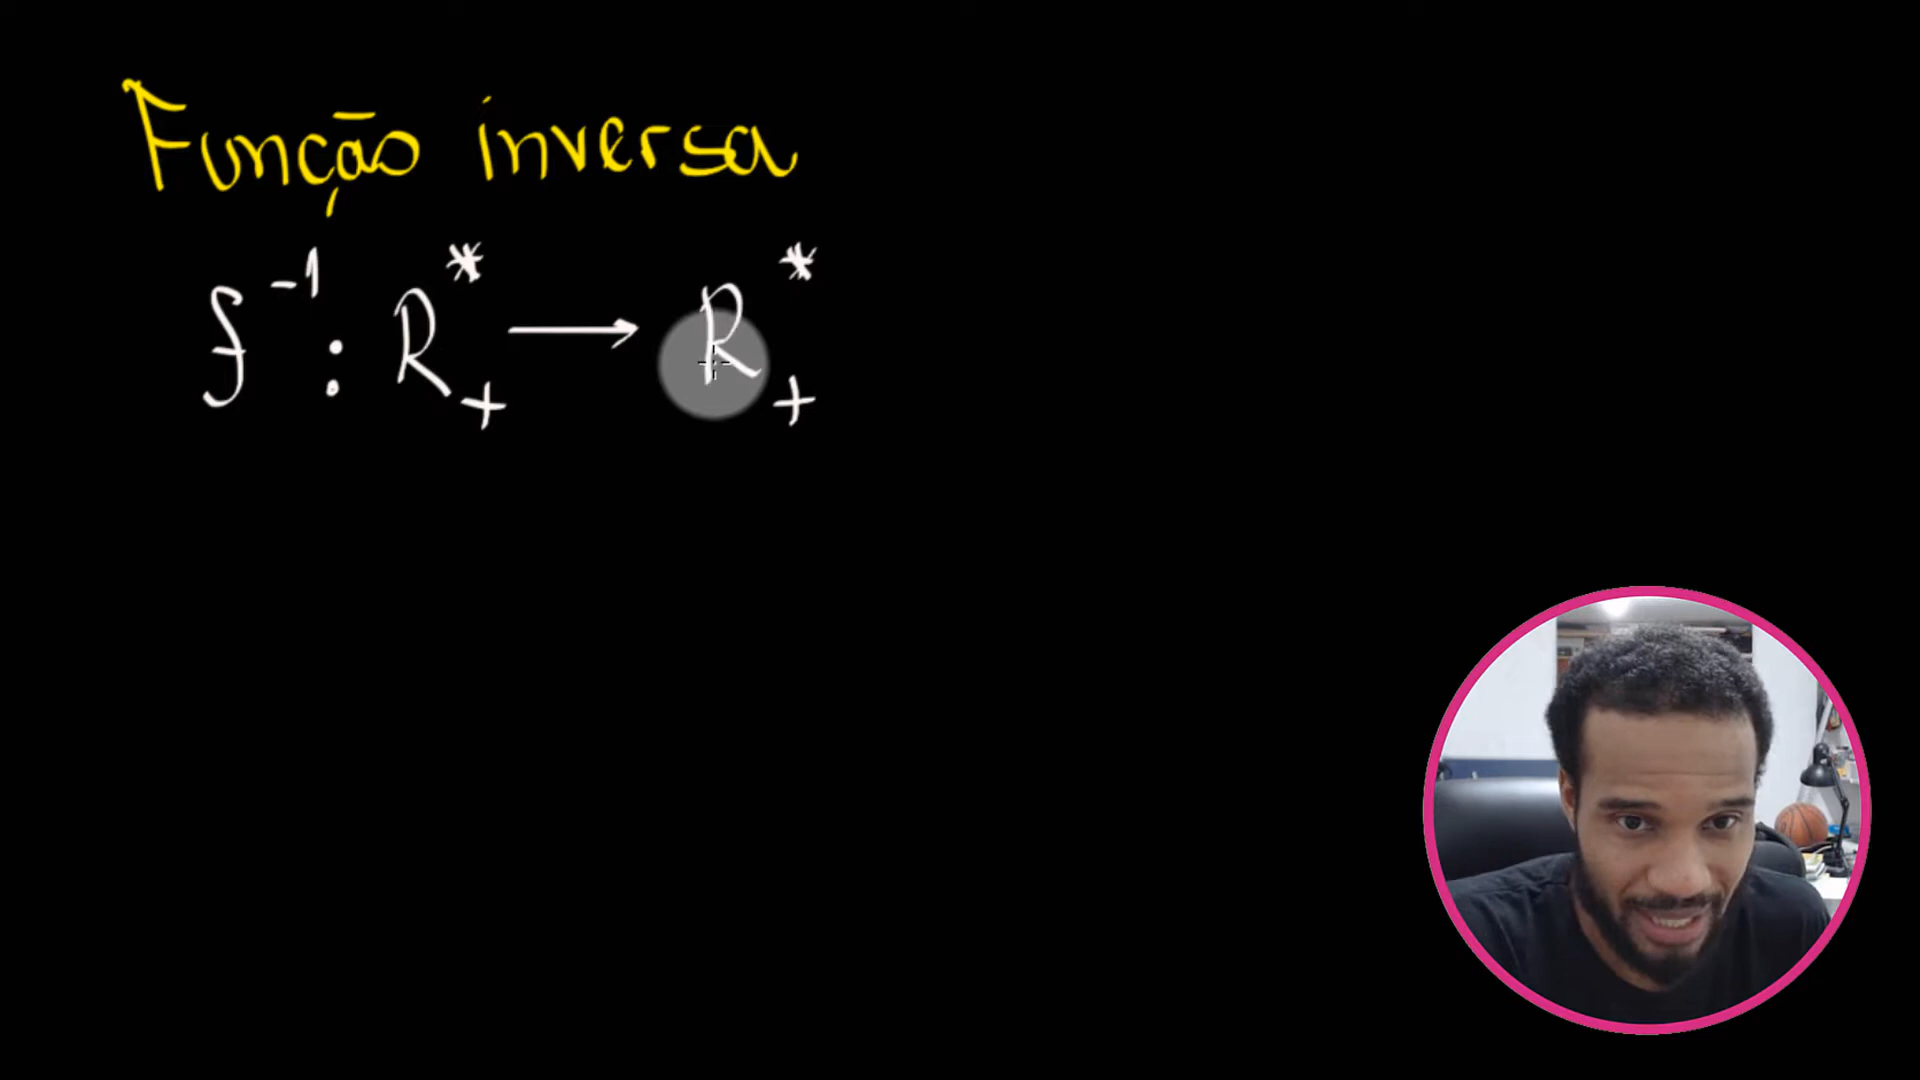 Função inversa
f⁻¹: R*₊ ⟶ R*₊